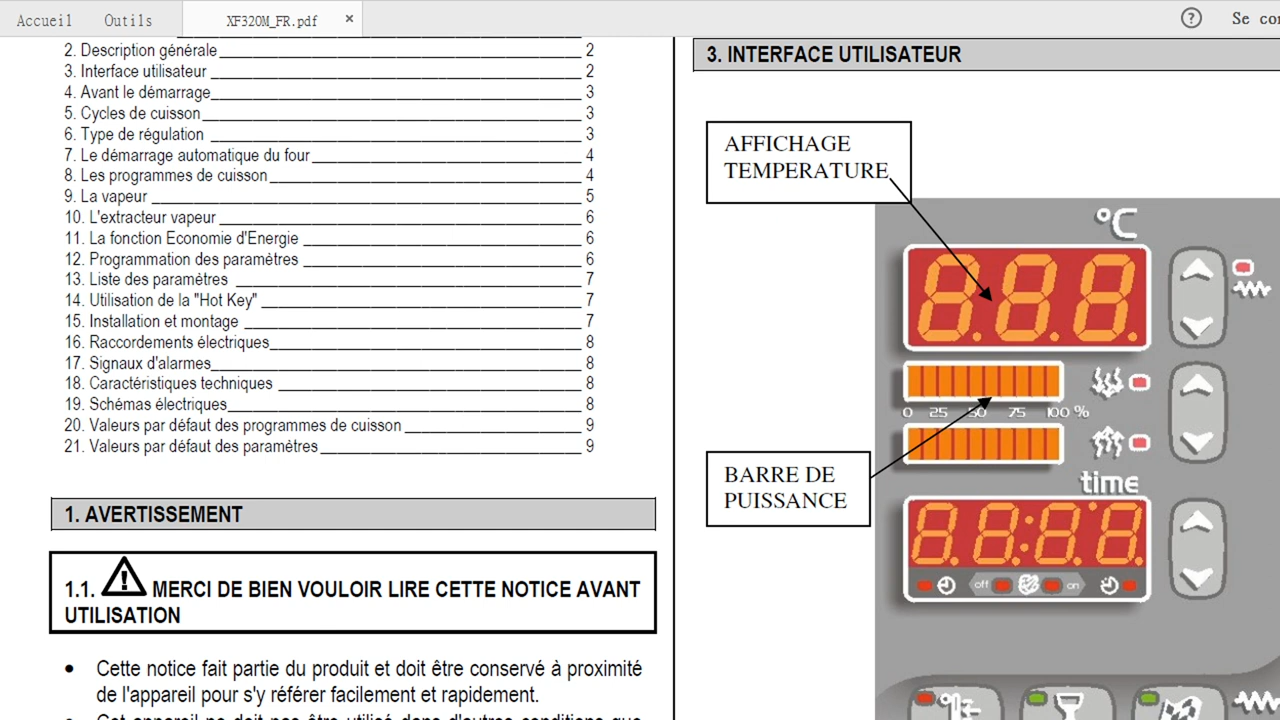 Accueil
Outils
XF320M_FR.pdf ×
?
2. Description générale 2
3. Interface utilisateur 2
4. Avant le démarrage 3
5. Cycles de cuisson 3
6. Type de régulation 3
7. Le démarrage automatique du four 4
8. Les programmes de cuisson 4
9. La vapeur 5
10. L'extracteur vapeur 6
11. La fonction Economie d'Energie 6
12. Programmation des paramètres 6
13. Liste des paramètres 7
14. Utilisation de la "Hot Key" 7
15. Installation et montage 7
16. Raccordements électriques 8
17. Signaux d'alarmes 8
18. Caractéristiques techniques 8
19. Schémas électriques 8
20. Valeurs par défaut des programmes de cuisson 9
21. Valeurs par défaut des paramètres 9
1. AVERTISSEMENT
1.1. MERCI DE BIEN VOULOIR LIRE CETTE NOTICE AVANT
UTILISATION
• Cette notice fait partie du produit et doit être conservé à proximité
de l'appareil pour s'y référer facilement et rapidement.
3. INTERFACE UTILISATEUR
AFFICHAGE
TEMPERATURE
°C
8.8.8.
0 25 50 75 100 %
BARRE DE
PUISSANCE
time
88:8'8
off on